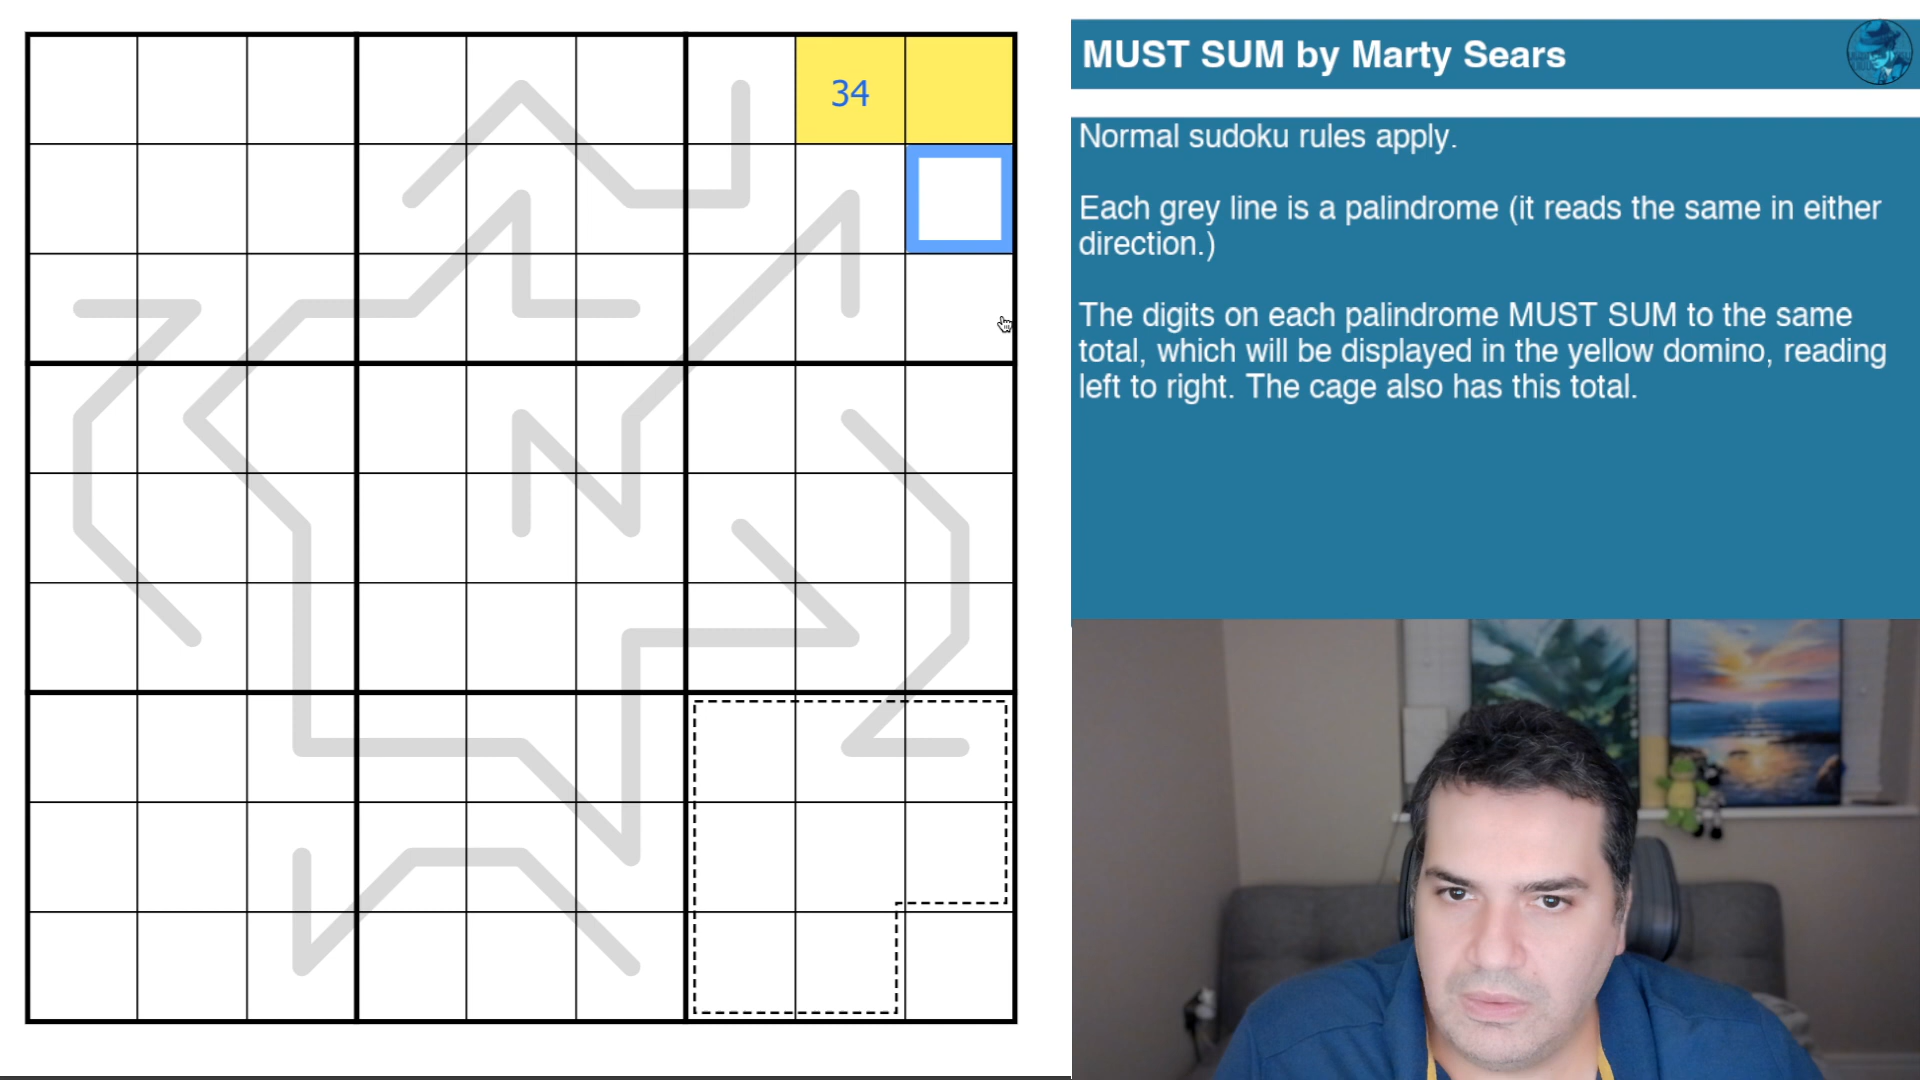 MUST SUM by Marty Sears
34
Normal sudoku rules apply.
Each grey line is a palindrome (it reads the same in either
direction.)
The digits on each palindrome MUST SUM to the same
total, which will be displayed in the yellow domino, reading
left to right. The cage also has this total.